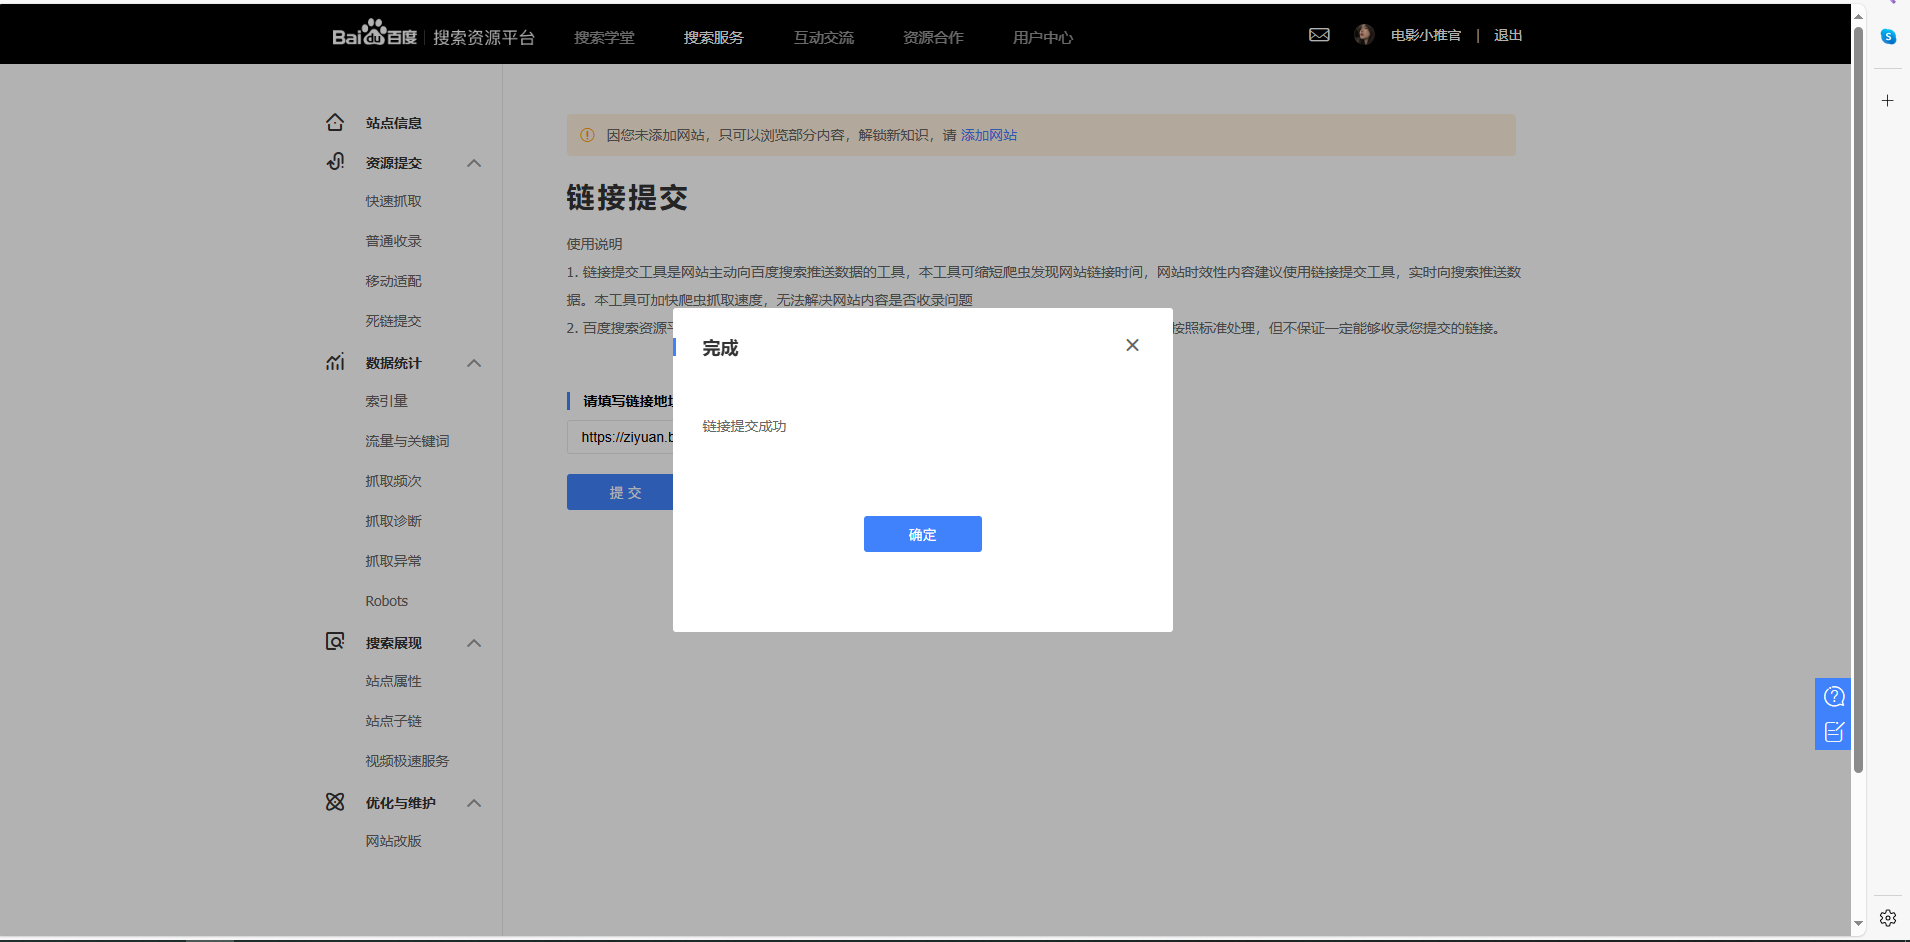 Bai du 百度 搜索资源平台 搜索学堂 搜索服务 互动交流 资源合作 用户中心 电影小推官 | 退出
站点信息
资源提交
快速抓取
普通收录
移动适配
死链提交
数据统计
索引量
流量与关键词
抓取频次
抓取诊断
抓取异常
Robots
搜索展现
站点属性
站点子链
视频极速服务
优化与维护
网站改版
因您未添加网站，只可以浏览部分内容，解锁新知识，请 添加网站
链接提交
使用说明
1. 链接提交工具是网站主动向百度搜索推送数据的工具，本工具可缩短爬虫发现网站链接时间，网站时效性内容建议使用链接提交工具，实时向搜索推送数
据。本工具可加快爬虫抓取速度，无法解决网站内容是否收录问题
2. 百度搜索资源 按照标准处理，但不保证一定能够收录您提交的链接。
请填写链接地
https://ziyuan.b
提 交
完成
链接提交成功
确定